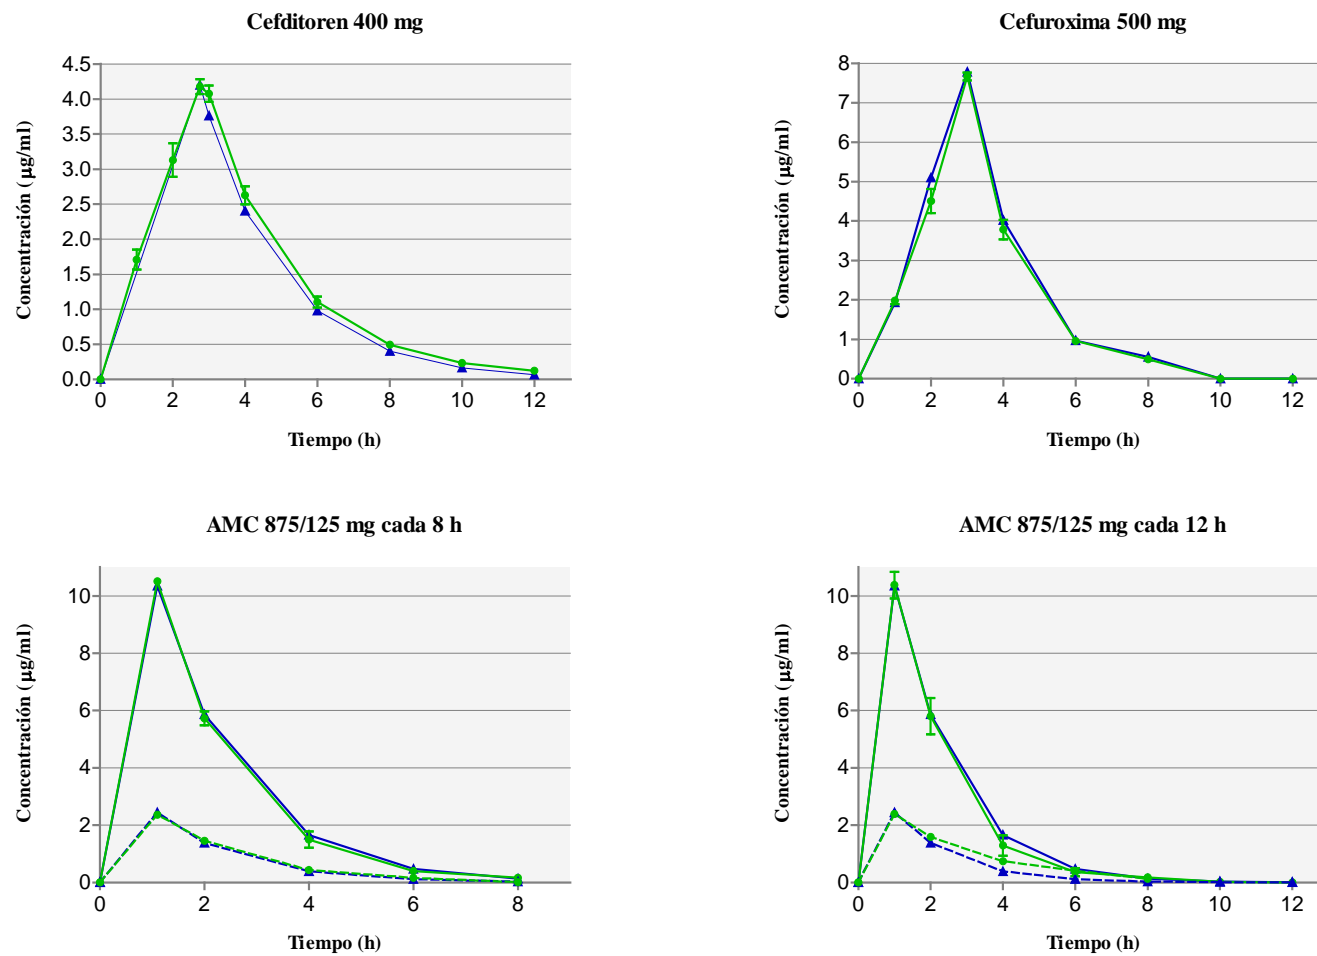 Cefditoren 400 mg
4.5
4.0
3.5
3.0
2.5
2.0
1.5
1.0
0.5
0.0
Concentración (µg/ml)
0 2 4 6 8 10 12
Tiempo (h)
Cefuroxima 500 mg
8
7
6
5
4
3
2
1
0
Concentración (µg/ml)
0 2 4 6 8 10 12
Tiempo (h)
AMC 875/125 mg cada 8 h
10
8
6
4
2
0
Concentración (µg/ml)
0 2 4 6 8
Tiempo (h)
AMC 875/125 mg cada 12 h
10
8
6
4
2
0
Concentración (µg/ml)
0 2 4 6 8 10 12
Tiempo (h)